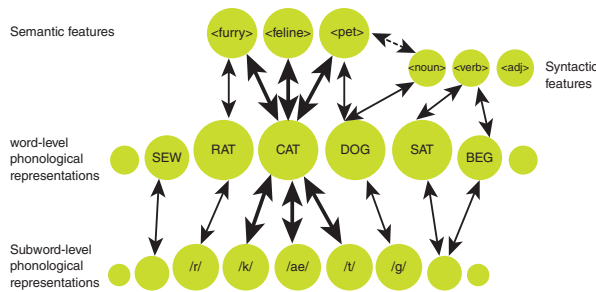 Semantic features
<furry> <feline> <pet>
<noun> <verb> <adj>
Syntactic
features
word-level
phonological
representations
SEW RAT CAT DOG SAT BEG
Subword-level
phonological
representations
/r/ /k/ /ae/ /t/ /g/